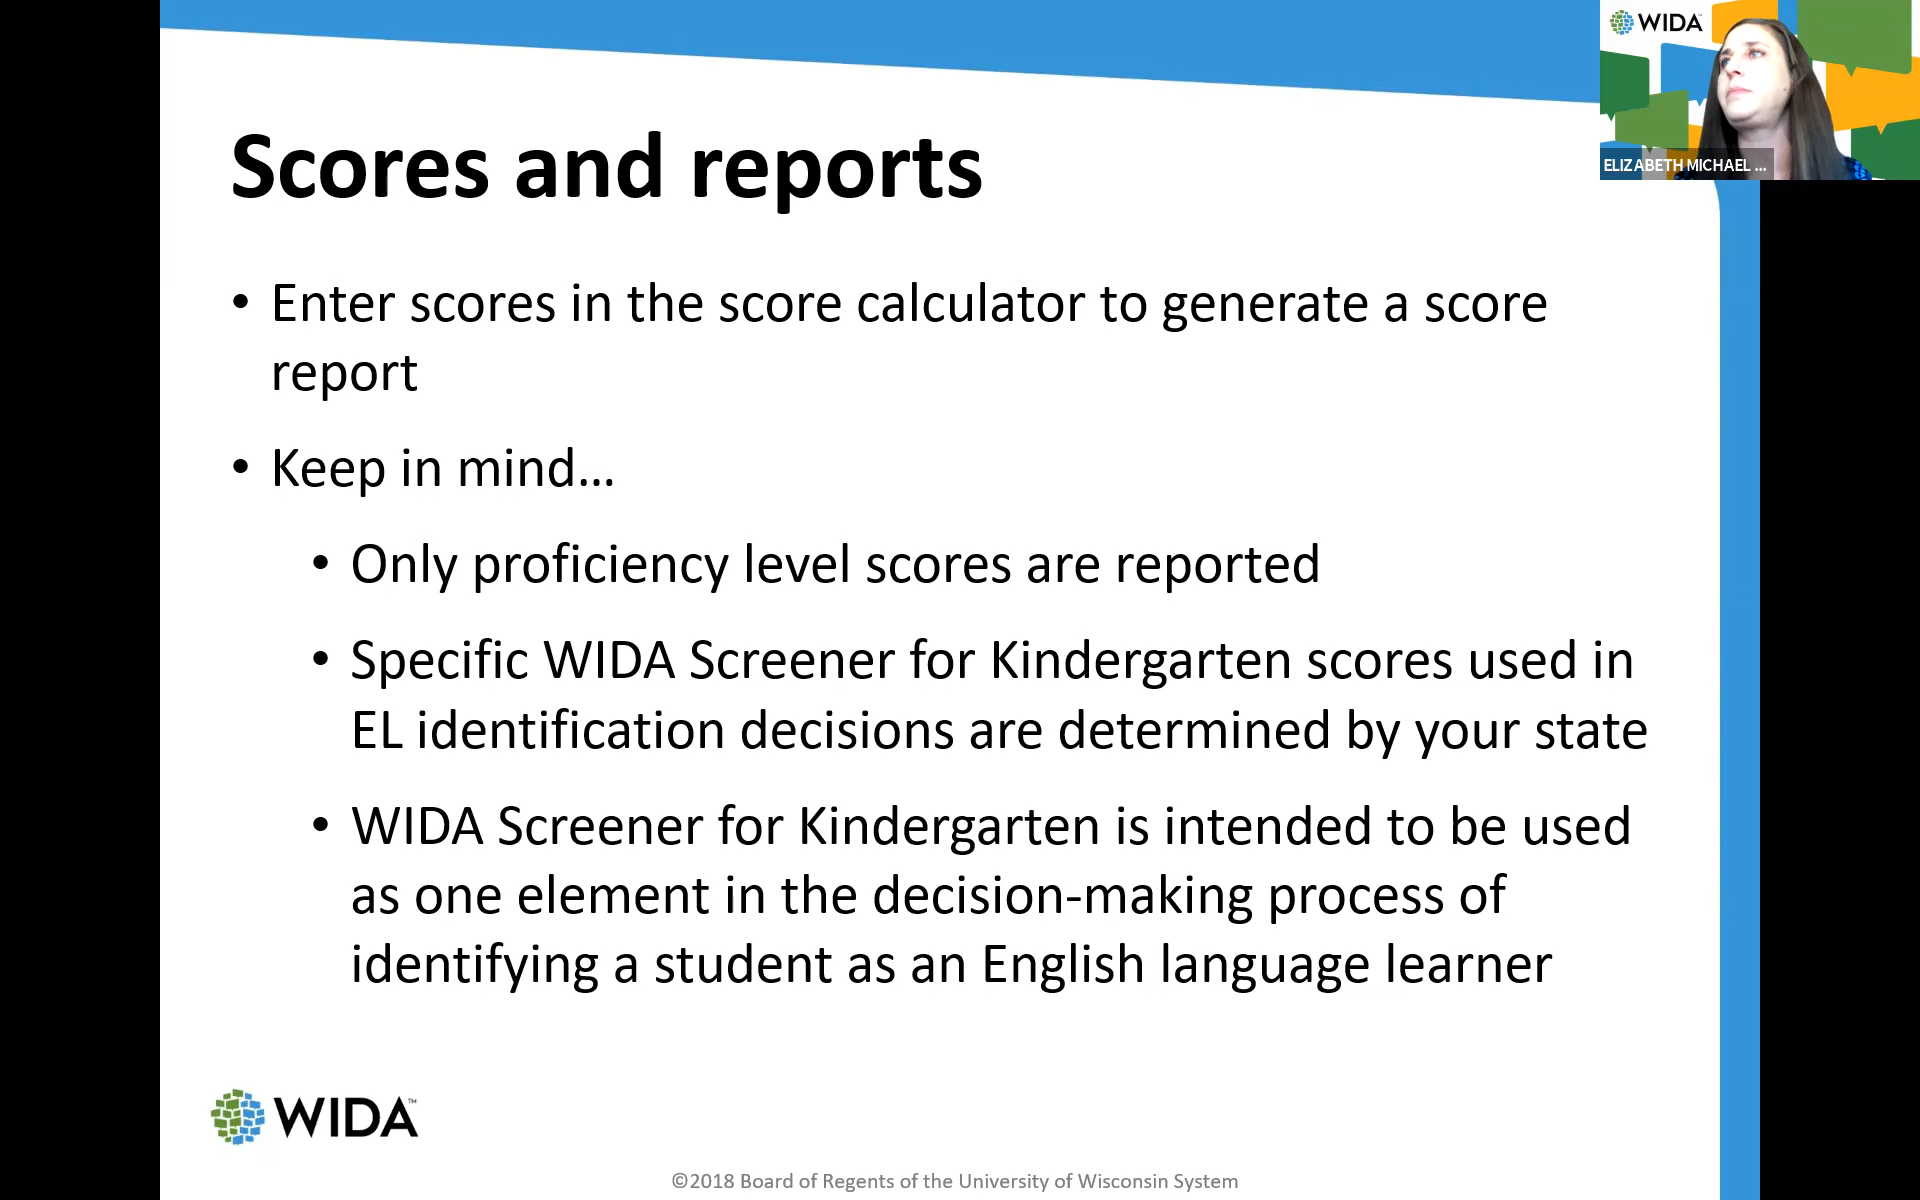 WIDA
ELIZABETH MICHAEL ...
Scores and reports
• Enter scores in the score calculator to generate a score
report
• Keep in mind...
• Only proficiency level scores are reported
• Specific WIDA Screener for Kindergarten scores used in
EL identification decisions are determined by your state
• WIDA Screener for Kindergarten is intended to be used
as one element in the decision-making process of
identifying a student as an English language learner
WIDA™
©2018 Board of Regents of the University of Wisconsin System